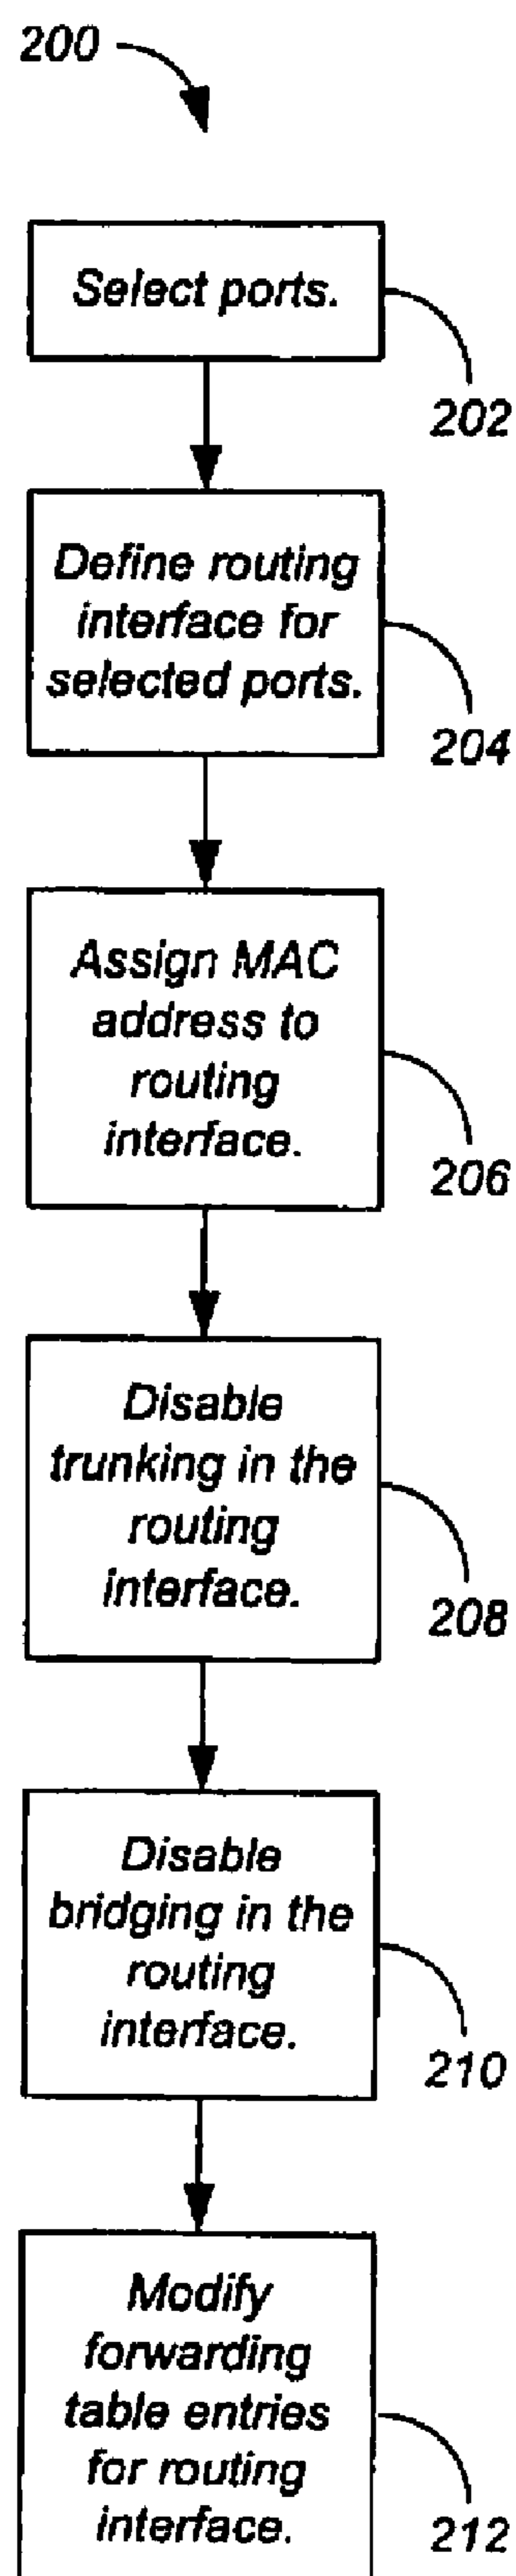 200
Select ports.
202
Define routing
interface for
selected ports.
204
Assign MAC
address to
routing
interface.
206
Disable
trunking in the
routing
interface.
208
Disable
bridging in the
routing
interface.
210
Modify
forwarding
table entries
for routing
interface.
212